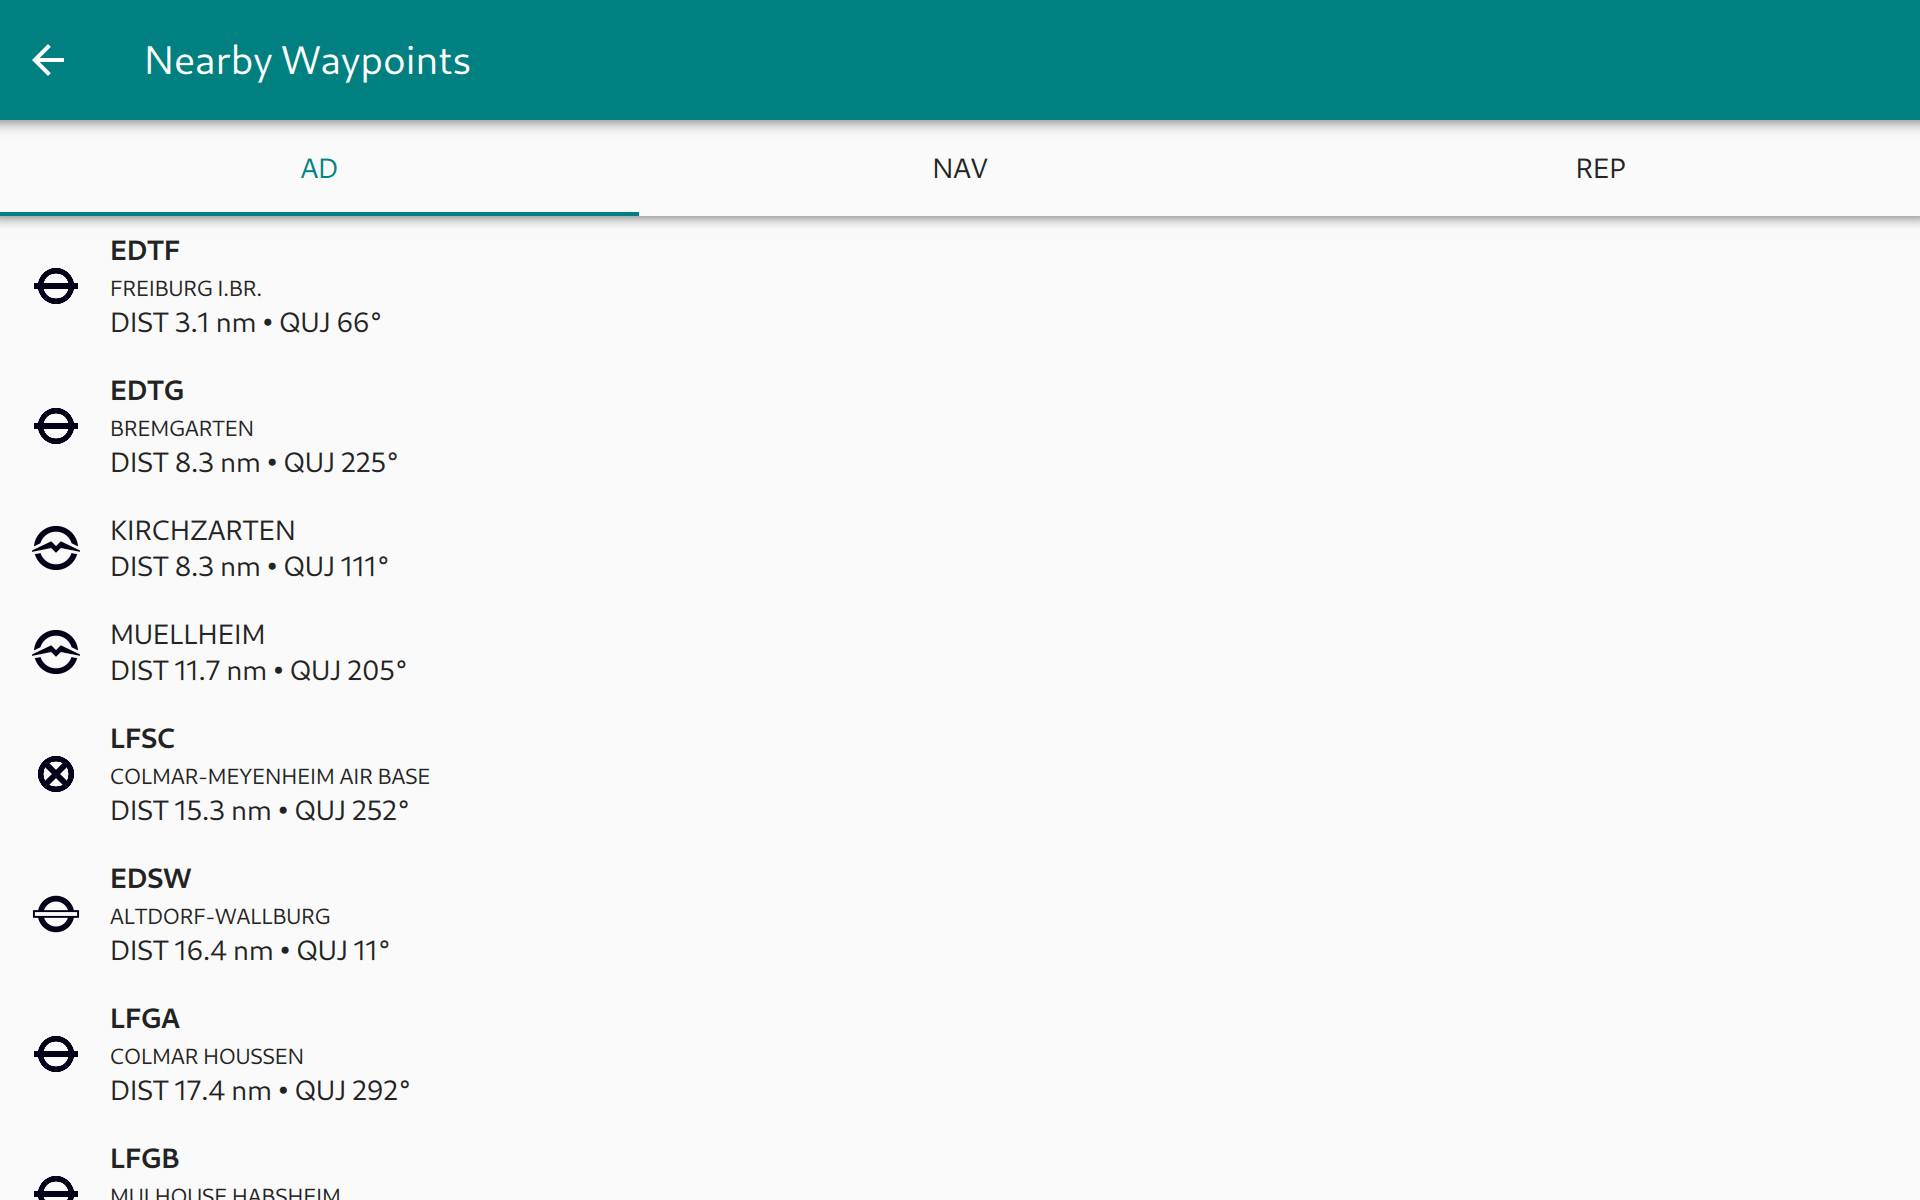 Nearby Waypoints
AD
NAV
REP
EDTF
FREIBURG I.BR.
DIST 3.1 nm • QUJ 66°
EDTG
BREMGARTEN
DIST 8.3 nm • QUJ 225°
KIRCHZARTEN
DIST 8.3 nm • QUJ 111°
MUELLHEIM
DIST 11.7 nm • QUJ 205°
LFSC
COLMAR-MEYENHEIM AIR BASE
DIST 15.3 nm • QUJ 252°
EDSW
ALTDORF-WALLBURG
DIST 16.4 nm • QUJ 11°
LFGA
COLMAR HOUSSEN
DIST 17.4 nm • QUJ 292°
LFGB
MULHOUSE HABSHEIM